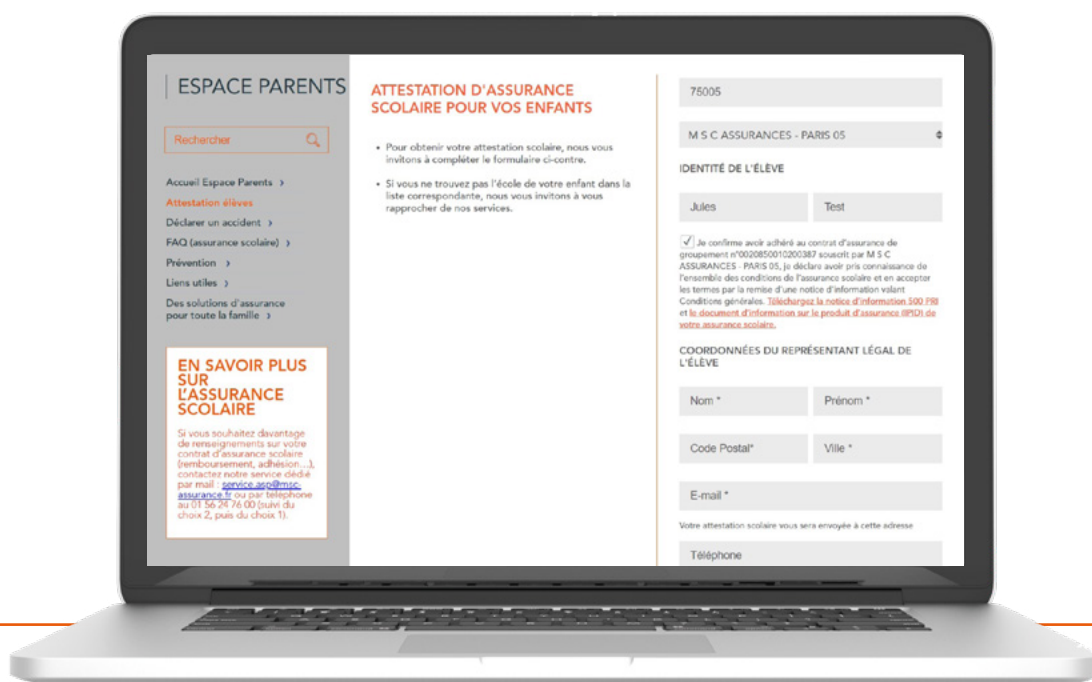 ESPACE PARENTS
Rechercher
Accueil Espace Parents >
Attestation élèves
Déclarer un accident >
FAQ (assurance scolaire) >
Prévention >
Liens utiles >
Des solutions d'assurance
pour toute la famille >
EN SAVOIR PLUS
SUR
L'ASSURANCE
SCOLAIRE
Si vous souhaitez davantage
de renseignements sur votre
contrat d'assurance scolaire
(remboursement, adhésion...),
contactez notre service dédié
par mail : service.asp@msc-
assurance.fr ou par téléphone
au 01 56 24 76 00 (suivi du
choix 2, puis du choix 1).
ATTESTATION D'ASSURANCE
SCOLAIRE POUR VOS ENFANTS
• Pour obtenir votre attestation scolaire, nous vous
invitons à compléter le formulaire ci-contre.
• Si vous ne trouvez pas l'école de votre enfant dans la
liste correspondante, nous vous invitons à vous
rapprocher de nos services.
75005
M S C ASSURANCES - PARIS 05
IDENTITÉ DE L'ÉLÈVE
Jules Test
Je confirme avoir adhéré au contrat d'assurance de
groupement n°0020850010200387 souscrit par M S C
ASSURANCES - PARIS 05, je déclare avoir pris connaissance de
l'ensemble des conditions de l'assurance scolaire et en accepter
les termes par la remise d'une notice d'information valant
Conditions générales. Téléchargez la notice d'information 500 PRI
et le document d'information sur le produit d'assurance (IPID) de
votre assurance scolaire.
COORDONNÉES DU REPRÉSENTANT LÉGAL DE
L'ÉLÈVE
Nom * Prénom *
Code Postal* Ville *
E-mail *
Votre attestation scolaire vous sera envoyée à cette adresse
Téléphone